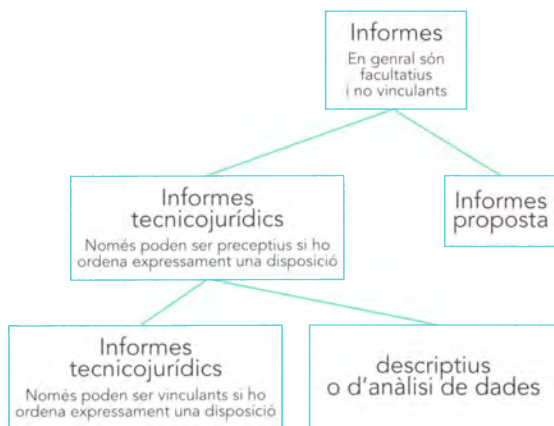 Informes
En genral són
facultatius
i no vinculants
Informes
tecnicojurídics
Només poden ser preceptius si ho
ordena expressament una disposició
Informes
proposta
Informes
tecnicojurídics
Només poden ser vinculants si ho
ordena expressament una disposició
descriptius
o d'anàlisi de dades